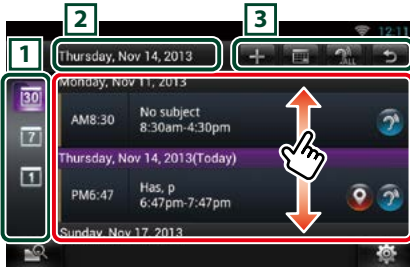 1
2
3
12:11
Thursday, Nov 14, 2013
ALL
30
7
1
Monday, Nov 11, 2013
AM8:30
No subject
8:30am-4:30pm
Thursday, Nov 14, 2013(Today)
PM6:47
Has, p
6:47pm-7:47pm
Sunday, Nov 17, 2013